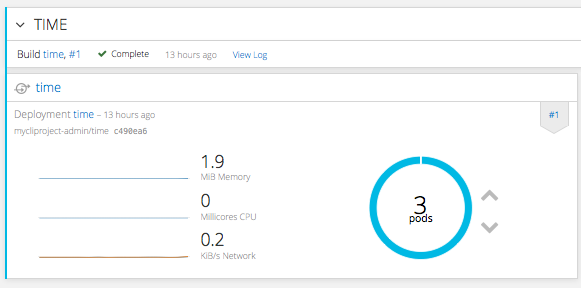 TIME
Build time, #1 Complete 13 hours ago View Log
time
Deployment time – 13 hours ago #1
mycliproject-admin/time c490ea6
1.9
MiB Memory
0
Millicores CPU
0.2
KiB/s Network
3
pods